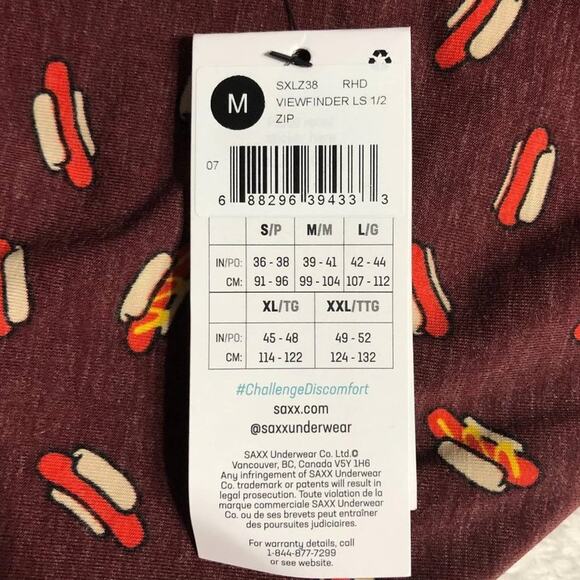 M
SXLZ38 RHD
VIEWFINDER LS 1/2
ZIP
07
6 88296 39433 3
S/P M/M L/G
IN/PO: 36 - 38 39 - 41 42 - 44
CM: 91 - 96 99 - 104 107 - 112
XL/TG XXL/TTG
IN/PO: 45 - 48 49 - 52
CM: 114 - 122 124 - 132
#ChallengeDiscomfort
saxx.com
@saxxunderwear
SAXX Underwear Co. Ltd.©
Vancouver, BC, Canada V5Y 1H6
Any infringement of SAXX Underwear
Co. trademark or patents will result in
legal prosecution. Toute violation de la
marque commerciale SAXX Underwear
Co. ou de ses brevets peut entraîner
des poursuites judiciaires.
For warranty details, call
1-844-877-7299
or see website.